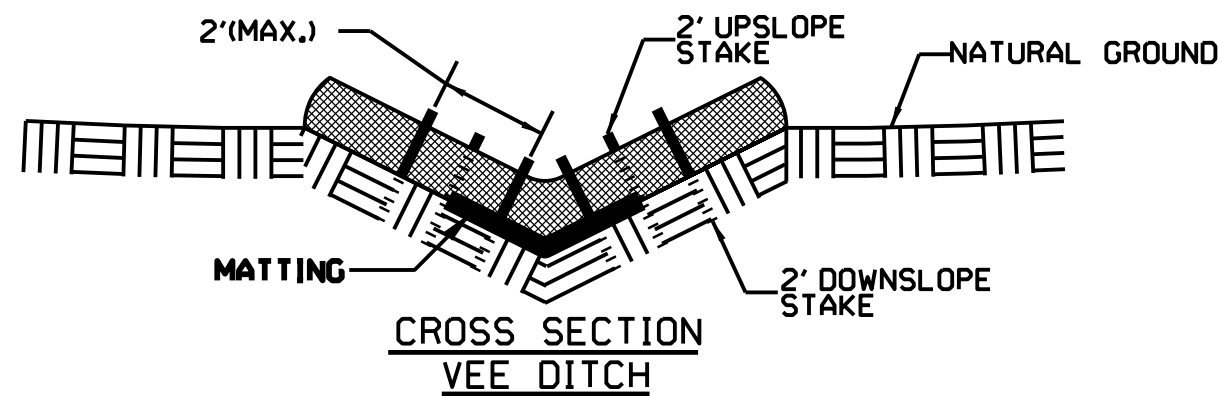 2'(MAX.)
2' UPSLOPE
STAKE
NATURAL GROUND
MATTING
2' DOWNSLOPE
STAKE
CROSS SECTION
VEE DITCH